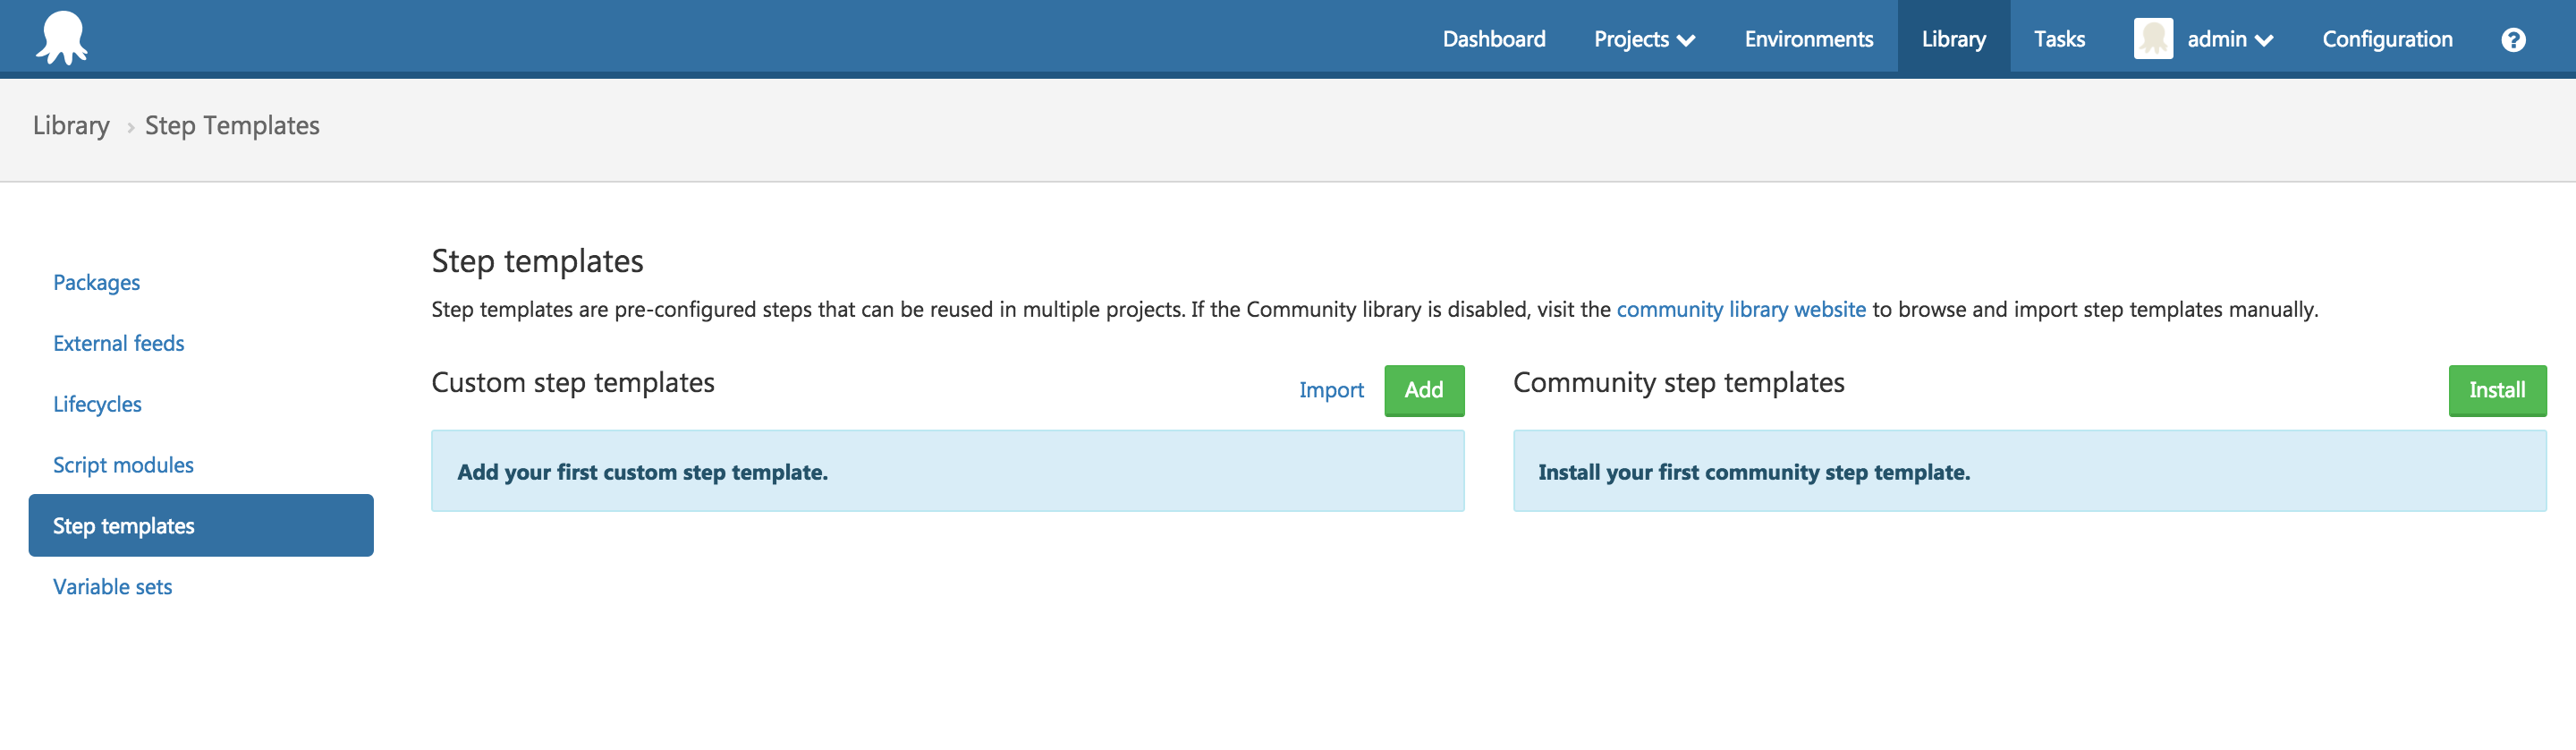 Dashboard Projects Environments Library Tasks admin Configuration ?
Library › Step Templates
Packages
External feeds
Lifecycles
Script modules
Step templates
Variable sets
Step templates
Step templates are pre-configured steps that can be reused in multiple projects. If the Community library is disabled, visit the community library website to browse and import step templates manually.
Custom step templates Import Add
Add your first custom step template.
Community step templates Install
Install your first community step template.